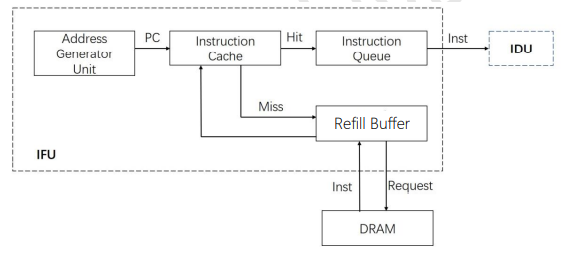 Address
Generator
Unit
PC
Instruction
Cache
Hit
Instruction
Queue
Inst
IDU
Miss
Refill Buffer
IFU
Inst
Request
DRAM